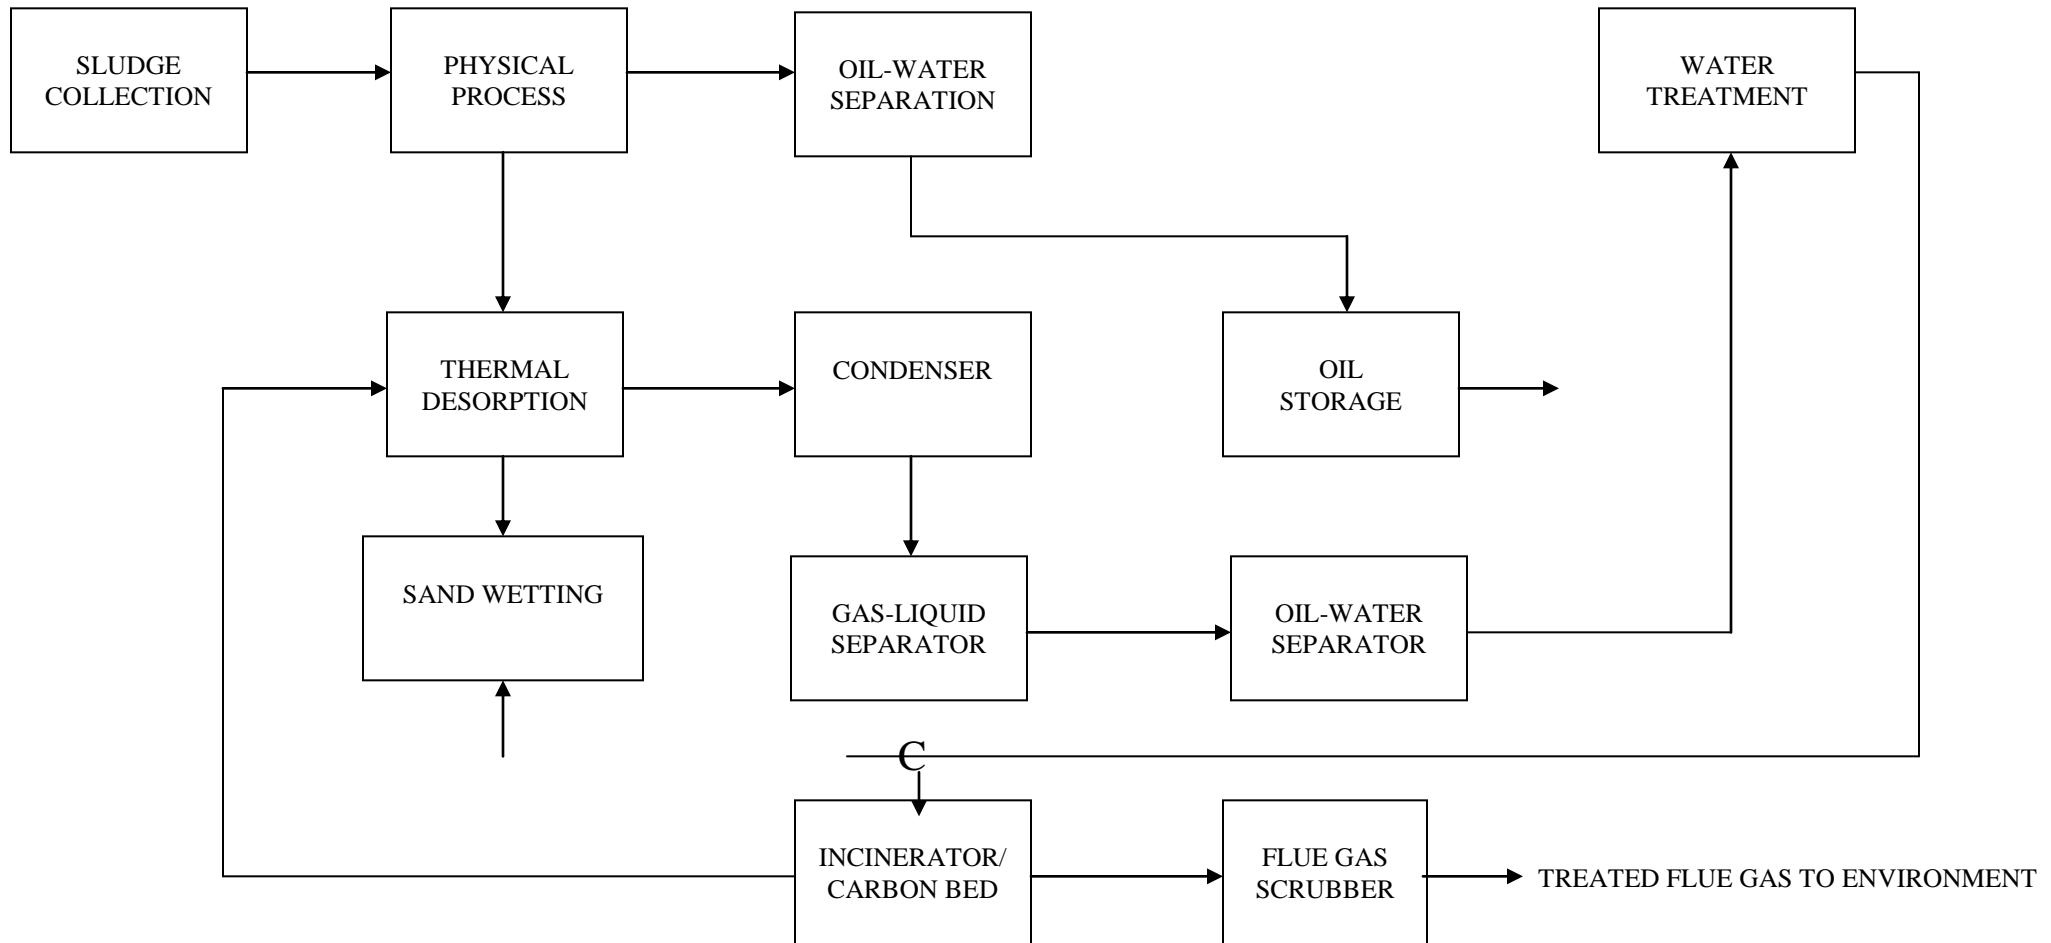 SLUDGE
COLLECTION
PHYSICAL
PROCESS
OIL-WATER
SEPARATION
WATER
TREATMENT
THERMAL
DESORPTION
CONDENSER
OIL
STORAGE
SAND WETTING
GAS-LIQUID
SEPARATOR
OIL-WATER
SEPARATOR
C
INCINERATOR/
CARBON BED
FLUE GAS
SCRUBBER
TREATED FLUE GAS TO ENVIRONMENT